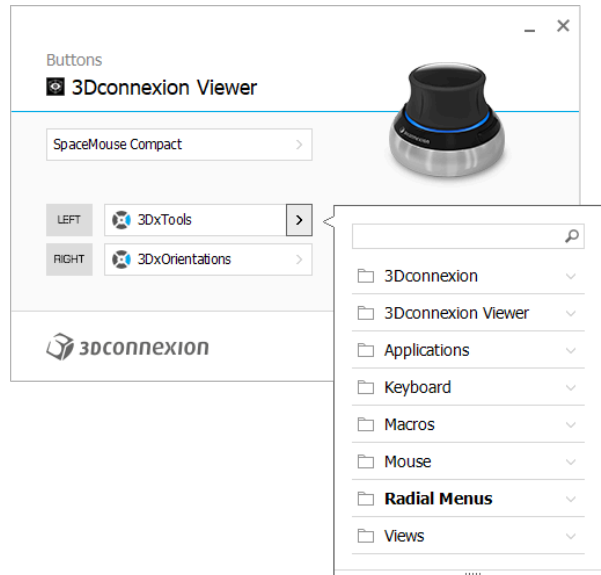 Buttons
3Dconnexion Viewer
SpaceMouse Compact
LEFT
3DxTools
RIGHT
3DxOrientations
3Dconnexion
3Dconnexion
3Dconnexion Viewer
Applications
Keyboard
Macros
Mouse
Radial Menus
Views